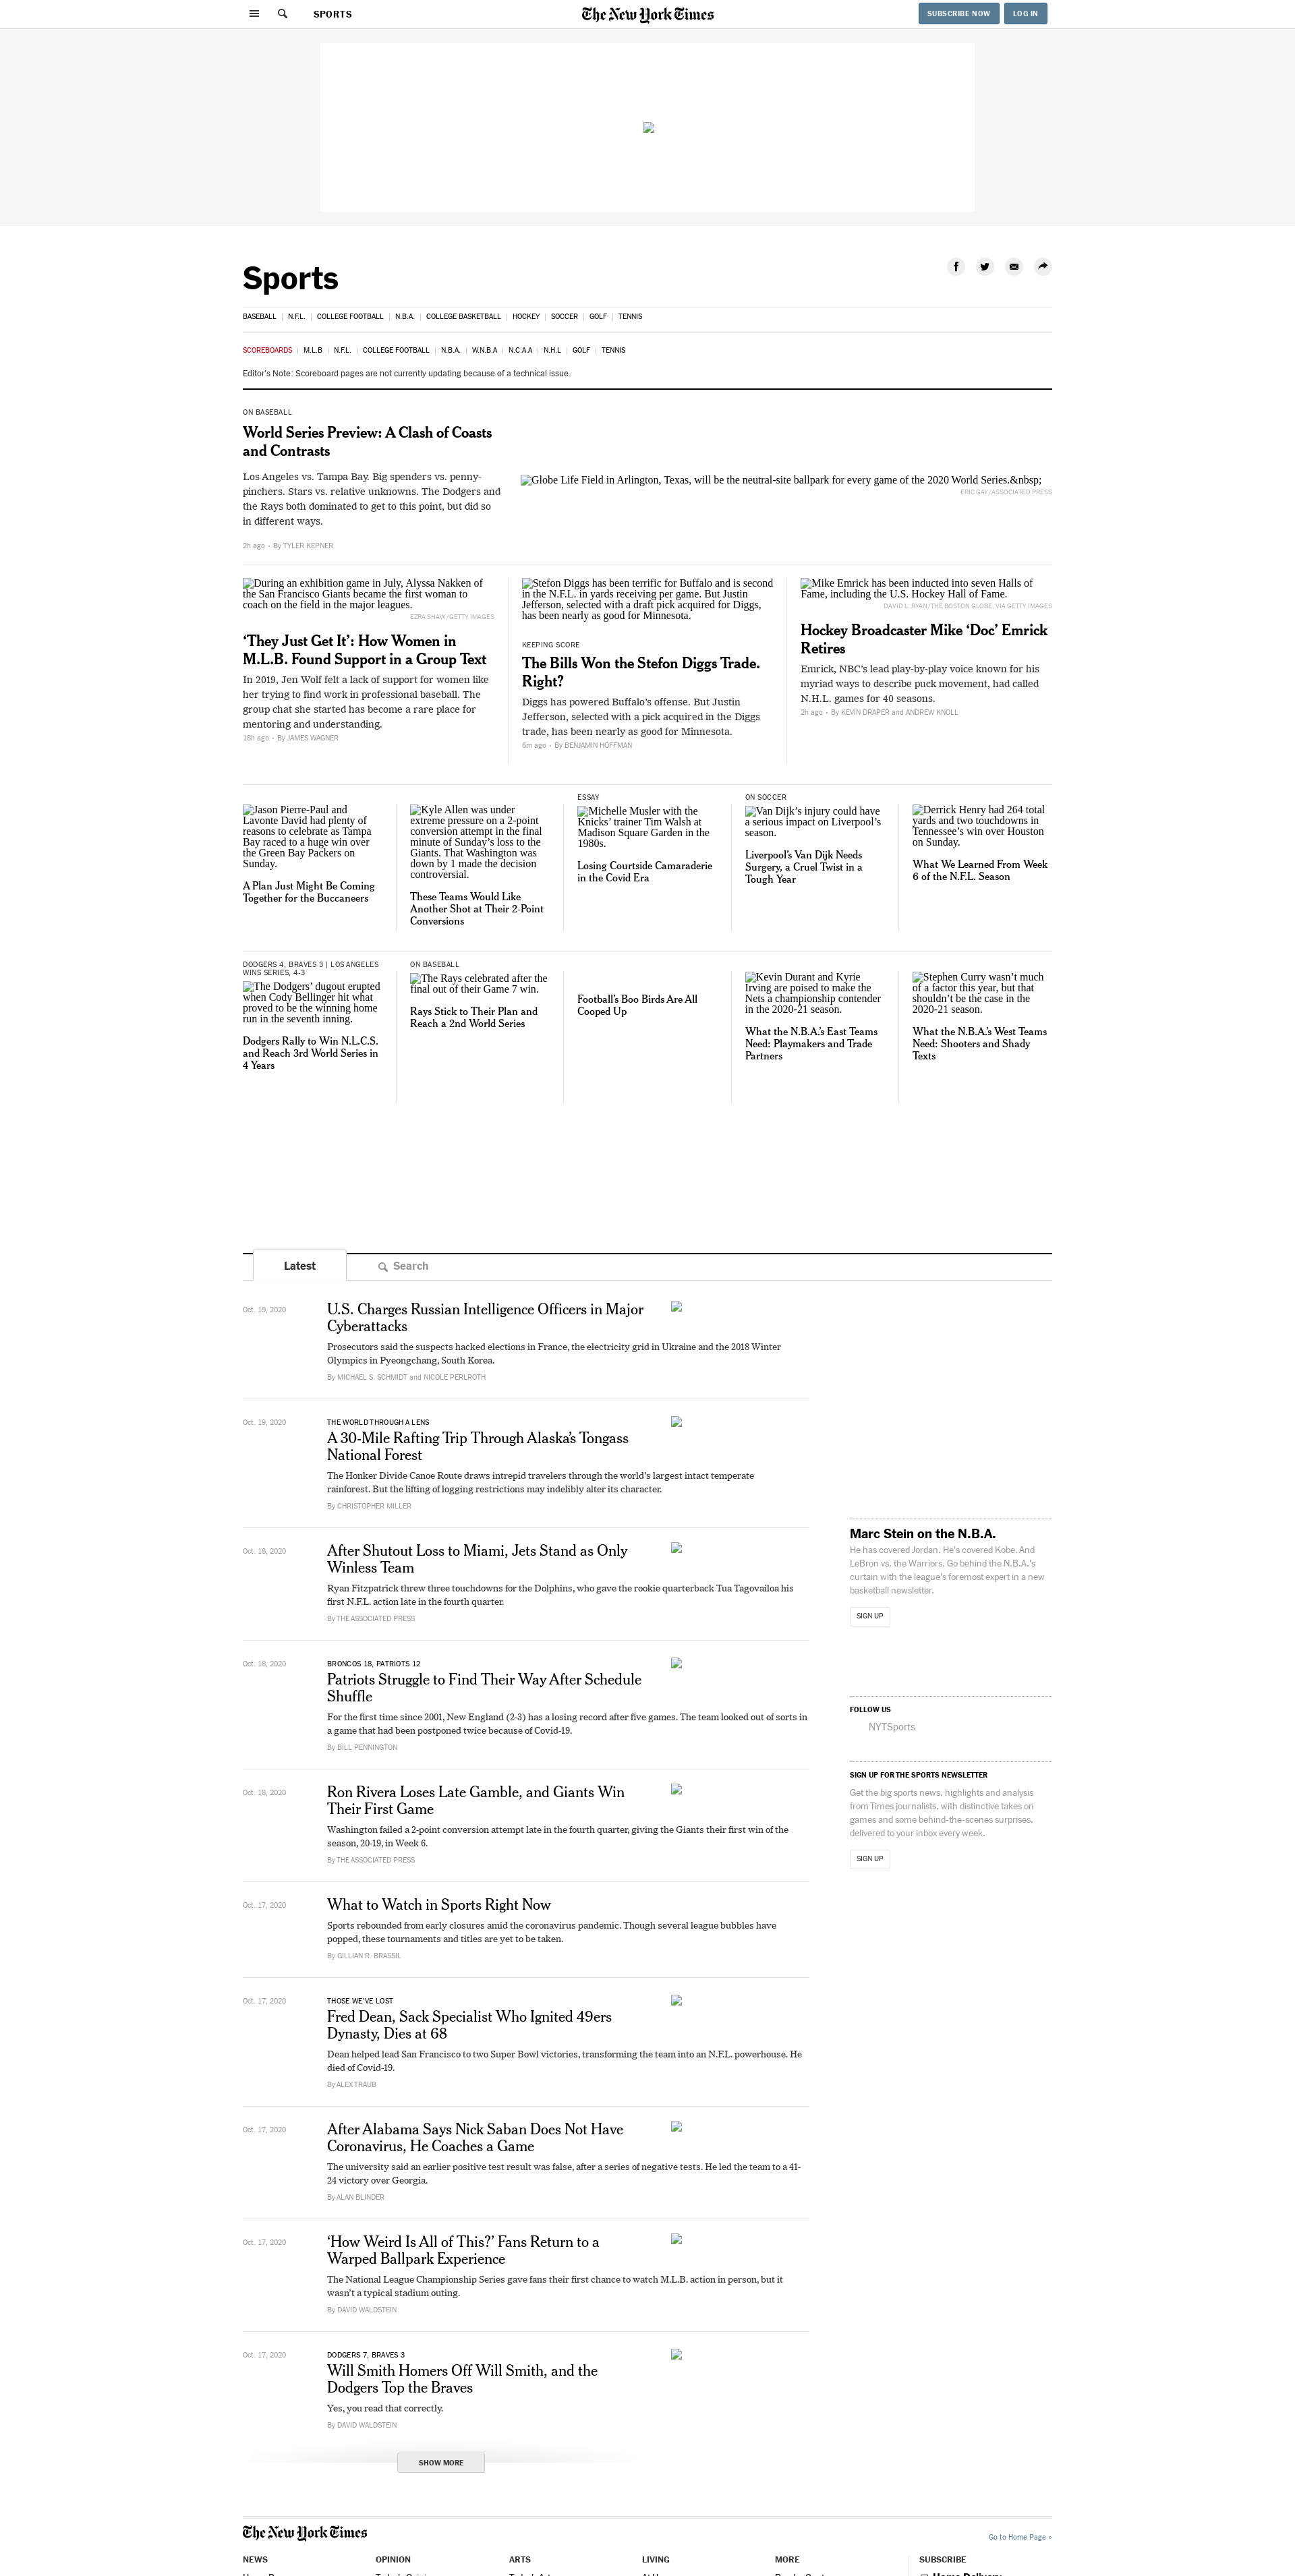 SPORTS
The New York Times
SUBSCRIBE NOW
LOG IN
Sports
BASEBALL | N.F.L. | COLLEGE FOOTBALL | N.B.A. | COLLEGE BASKETBALL | HOCKEY | SOCCER | GOLF | TENNIS
SCOREBOARDS | M.L.B | N.F.L. | COLLEGE FOOTBALL | N.B.A. | W.N.B.A | N.C.A.A | N.H.L | GOLF | TENNIS
Editor's Note: Scoreboard pages are not currently updating because of a technical issue.
ON BASEBALL
World Series Preview: A Clash of Coasts
and Contrasts
Los Angeles vs. Tampa Bay. Big spenders vs. penny-
pinchers. Stars vs. relative unknowns. The Dodgers and
the Rays both dominated to get to this point, but did so
in different ways.
2h ago • By TYLER KEPNER
Globe Life Field in Arlington, Texas, will be the neutral-site ballpark for every game of the 2020 World Series.&nbsp;
ERIC GAY/ASSOCIATED PRESS
During an exhibition game in July, Alyssa Nakken of
the San Francisco Giants became the first woman to
coach on the field in the major leagues.
EZRA SHAW/GETTY IMAGES
‘They Just Get It’: How Women in
M.L.B. Found Support in a Group Text
In 2019, Jen Wolf felt a lack of support for women like
her trying to find work in professional baseball. The
group chat she started has become a rare place for
mentoring and understanding.
18h ago • By JAMES WAGNER
Stefon Diggs has been terrific for Buffalo and is second
in the N.F.L. in yards receiving per game. But Justin
Jefferson, selected with a draft pick acquired for Diggs,
has been nearly as good for Minnesota.
KEEPING SCORE
The Bills Won the Stefon Diggs Trade.
Right?
Diggs has powered Buffalo's offense. But Justin
Jefferson, selected with a pick acquired in the Diggs
trade, has been nearly as good for Minnesota.
6m ago • By BENJAMIN HOFFMAN
Mike Emrick has been inducted into seven Halls of
Fame, including the U.S. Hockey Hall of Fame.
DAVID L. RYAN/THE BOSTON GLOBE, VIA GETTY IMAGES
Hockey Broadcaster Mike ‘Doc’ Emrick
Retires
Emrick, NBC's lead play-by-play voice known for his
myriad ways to describe puck movement, had called
N.H.L. games for 40 seasons.
2h ago • By KEVIN DRAPER and ANDREW KNOLL
Jason Pierre-Paul and
Lavonte David had plenty of
reasons to celebrate as Tampa
Bay raced to a huge win over
the Green Bay Packers on
Sunday.
A Plan Just Might Be Coming
Together for the Buccaneers
Kyle Allen was under
extreme pressure on a 2-point
conversion attempt in the final
minute of Sunday’s loss to the
Giants. That Washington was
down by 1 made the decision
controversial.
These Teams Would Like
Another Shot at Their 2-Point
Conversions
ESSAY
Michelle Musler with the
Knicks’ trainer Tim Walsh at
Madison Square Garden in the
1980s.
Losing Courtside Camaraderie
in the Covid Era
ON SOCCER
Van Dijk’s injury could have
a serious impact on Liverpool’s
season.
Liverpool’s Van Dijk Needs
Surgery, a Cruel Twist in a
Tough Year
Derrick Henry had 264 total
yards and two touchdowns in
Tennessee’s win over Houston
on Sunday.
What We Learned From Week
6 of the N.F.L. Season
DODGERS 4, BRAVES 3 | LOS ANGELES
WINS SERIES, 4-3
The Dodgers’ dugout erupted
when Cody Bellinger hit what
proved to be the winning home
run in the seventh inning.
Dodgers Rally to Win N.L.C.S.
and Reach 3rd World Series in
4 Years
ON BASEBALL
The Rays celebrated after the
final out of their Game 7 win.
Rays Stick to Their Plan and
Reach a 2nd World Series
Football’s Boo Birds Are All
Cooped Up
Kevin Durant and Kyrie
Irving are poised to make the
Nets a championship contender
in the 2020-21 season.
What the N.B.A.’s East Teams
Need: Playmakers and Trade
Partners
Stephen Curry wasn’t much
of a factor this year, but that
shouldn’t be the case in the
2020-21 season.
What the N.B.A.’s West Teams
Need: Shooters and Shady
Texts
Latest
Search
Oct. 19, 2020
U.S. Charges Russian Intelligence Officers in Major
Cyberattacks
Prosecutors said the suspects hacked elections in France, the electricity grid in Ukraine and the 2018 Winter
Olympics in Pyeongchang, South Korea.
By MICHAEL S. SCHMIDT and NICOLE PERLROTH
Oct. 19, 2020
THE WORLD THROUGH A LENS
A 30-Mile Rafting Trip Through Alaska’s Tongass
National Forest
The Honker Divide Canoe Route draws intrepid travelers through the world’s largest intact temperate
rainforest. But the lifting of logging restrictions may indelibly alter its character.
By CHRISTOPHER MILLER
Oct. 18, 2020
After Shutout Loss to Miami, Jets Stand as Only
Winless Team
Ryan Fitzpatrick threw three touchdowns for the Dolphins, who gave the rookie quarterback Tua Tagovailoa his
first N.F.L. action late in the fourth quarter.
By THE ASSOCIATED PRESS
Oct. 18, 2020
BRONCOS 18, PATRIOTS 12
Patriots Struggle to Find Their Way After Schedule
Shuffle
For the first time since 2001, New England (2-3) has a losing record after five games. The team looked out of sorts in
a game that had been postponed twice because of Covid-19.
By BILL PENNINGTON
Oct. 18, 2020
Ron Rivera Loses Late Gamble, and Giants Win
Their First Game
Washington failed a 2-point conversion attempt late in the fourth quarter, giving the Giants their first win of the
season, 20-19, in Week 6.
By THE ASSOCIATED PRESS
Oct. 17, 2020
What to Watch in Sports Right Now
Sports rebounded from early closures amid the coronavirus pandemic. Though several league bubbles have
popped, these tournaments and titles are yet to be taken.
By GILLIAN R. BRASSIL
Oct. 17, 2020
THOSE WE’VE LOST
Fred Dean, Sack Specialist Who Ignited 49ers
Dynasty, Dies at 68
Dean helped lead San Francisco to two Super Bowl victories, transforming the team into an N.F.L. powerhouse. He
died of Covid-19.
By ALEX TRAUB
Oct. 17, 2020
After Alabama Says Nick Saban Does Not Have
Coronavirus, He Coaches a Game
The university said an earlier positive test result was false, after a series of negative tests. He led the team to a 41-
24 victory over Georgia.
By ALAN BLINDER
Oct. 17, 2020
‘How Weird Is All of This?’ Fans Return to a
Warped Ballpark Experience
The National League Championship Series gave fans their first chance to watch M.L.B. action in person, but it
wasn’t a typical stadium outing.
By DAVID WALDSTEIN
Oct. 17, 2020
DODGERS 7, BRAVES 3
Will Smith Homers Off Will Smith, and the
Dodgers Top the Braves
Yes, you read that correctly.
By DAVID WALDSTEIN
SHOW MORE
Marc Stein on the N.B.A.
He has covered Jordan. He’s covered Kobe. And
LeBron vs. the Warriors. Go behind the N.B.A.’s
curtain with the league’s foremost expert in a new
basketball newsletter.
SIGN UP
FOLLOW US
NYTSports
SIGN UP FOR THE SPORTS NEWSLETTER
Get the big sports news, highlights and analysis
from Times journalists, with distinctive takes on
games and some behind-the-scenes surprises,
delivered to your inbox every week.
SIGN UP
The New York Times
Go to Home Page »
NEWS
OPINION
ARTS
LIVING
MORE
SUBSCRIBE